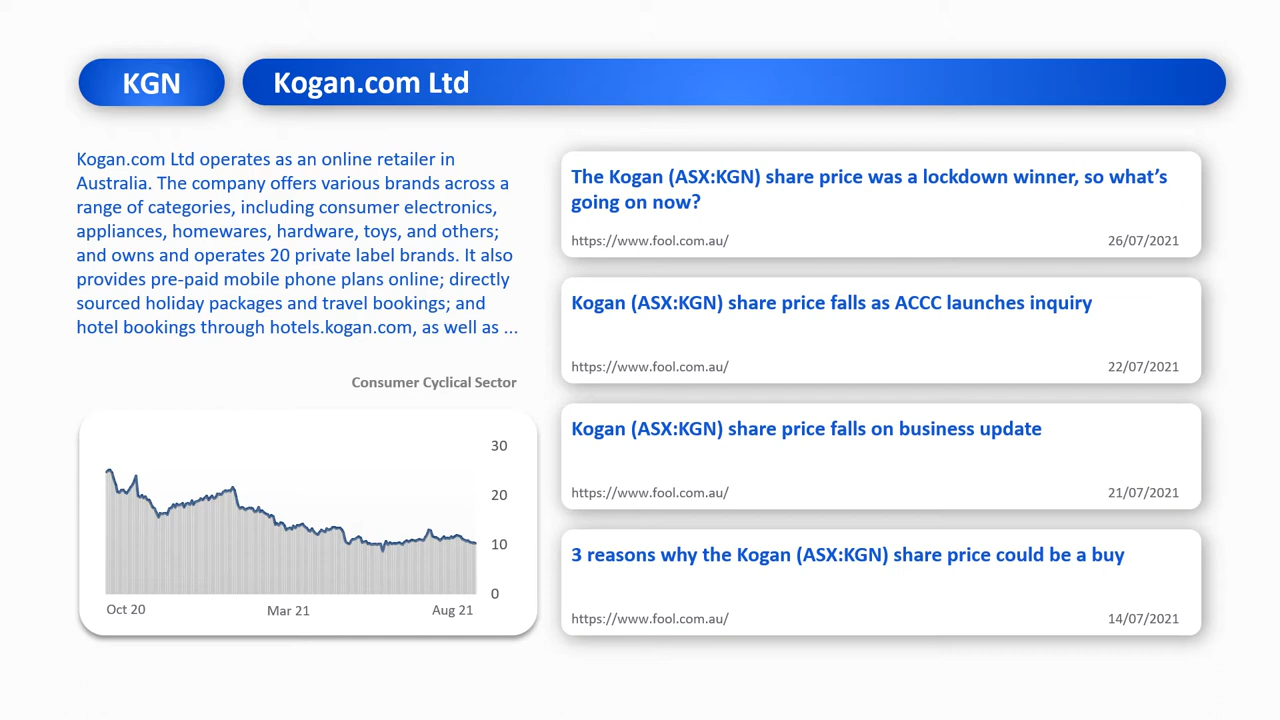 KGN
Kogan.com Ltd
Kogan.com Ltd operates as an online retailer in
Australia. The company offers various brands across a
range of categories, including consumer electronics,
appliances, homewares, hardware, toys, and others;
and owns and operates 20 private label brands. It also
provides pre-paid mobile phone plans online; directly
sourced holiday packages and travel bookings; and
hotel bookings through hotels.kogan.com, as well as ...
Consumer Cyclical Sector
30
20
10
0
Oct 20
Mar 21
Aug 21
The Kogan (ASX:KGN) share price was a lockdown winner, so what's
going on now?
https://www.fool.com.au/
26/07/2021
Kogan (ASX:KGN) share price falls as ACCC launches inquiry
https://www.fool.com.au/
22/07/2021
Kogan (ASX:KGN) share price falls on business update
https://www.fool.com.au/
21/07/2021
3 reasons why the Kogan (ASX:KGN) share price could be a buy
https://www.fool.com.au/
14/07/2021